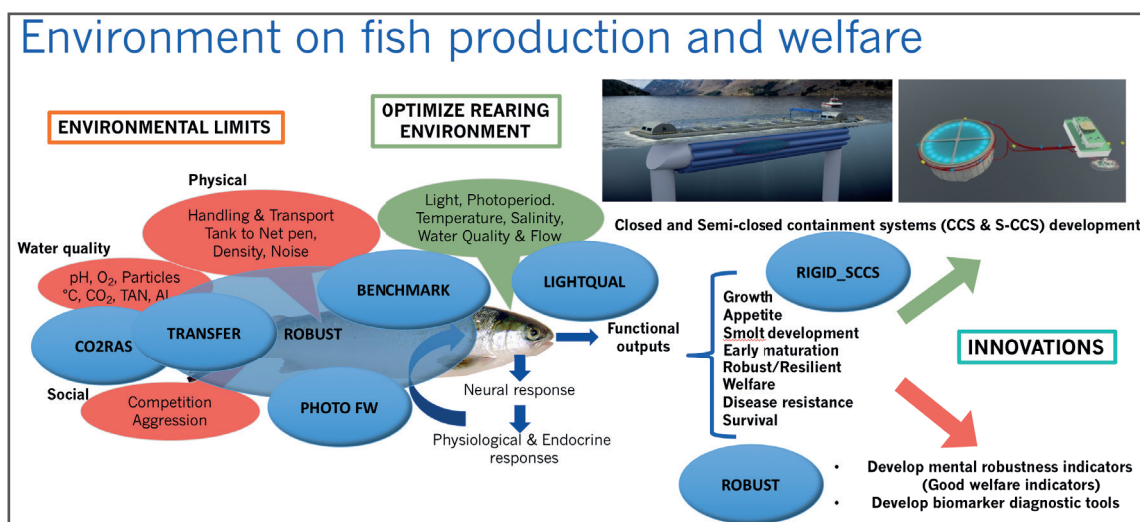 Environment on fish production and welfare
ENVIRONMENTAL LIMITS
OPTIMIZE REARING
ENVIRONMENT
Physical
Handling & Transport
Tank to Net pen,
Density, Noise
Light, Photoperiod.
Temperature, Salinity,
Water Quality & Flow
Closed and Semi-closed containment systems (CCS & S-CCS) development
Water quality
pH, O₂, Particles
°C, CO₂, TAN, Al
BENCHMARK
LIGHTQUAL
RIGID_SCCS
CO2RAS
TRANSFER
ROBUST
Functional
outputs
Growth
Appetite
Smolt development
Early maturation
Robust/Resilient
Welfare
Disease resistance
Survival
INNOVATIONS
Social
Competition
Aggression
PHOTO FW
Neural response
Physiological & Endocrine
responses
ROBUST
• Develop mental robustness indicators
(Good welfare indicators)
• Develop biomarker diagnostic tools